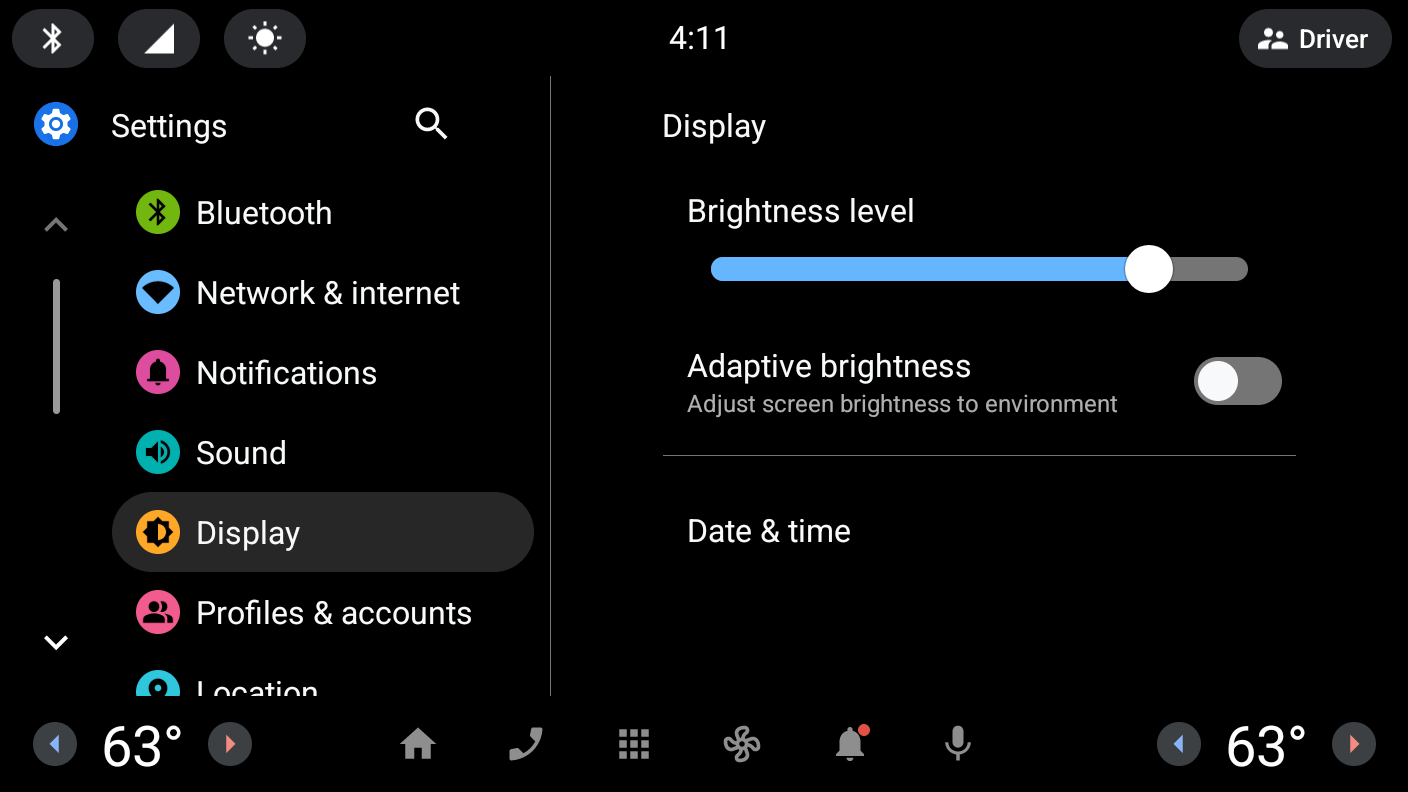 4:11
Driver
Settings
Bluetooth
Network & internet
Notifications
Sound
Display
Profiles & accounts
Location
Display
Brightness level
Adaptive brightness
Adjust screen brightness to environment
Date & time
63°
63°